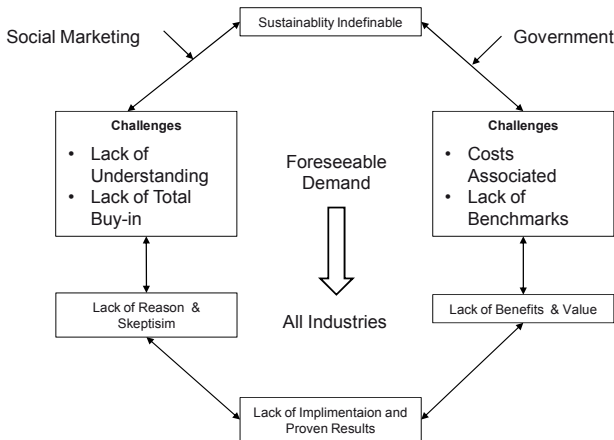 Sustainablity Indefinable
Social Marketing
Government
Challenges
• Lack of
Understanding
• Lack of Total
Buy-in
Foreseeable
Demand
Challenges
• Costs
Associated
• Lack of
Benchmarks
Lack of Reason & 
Skeptisim
All Industries
Lack of Benefits & Value
Lack of Implimentaion and
Proven Results